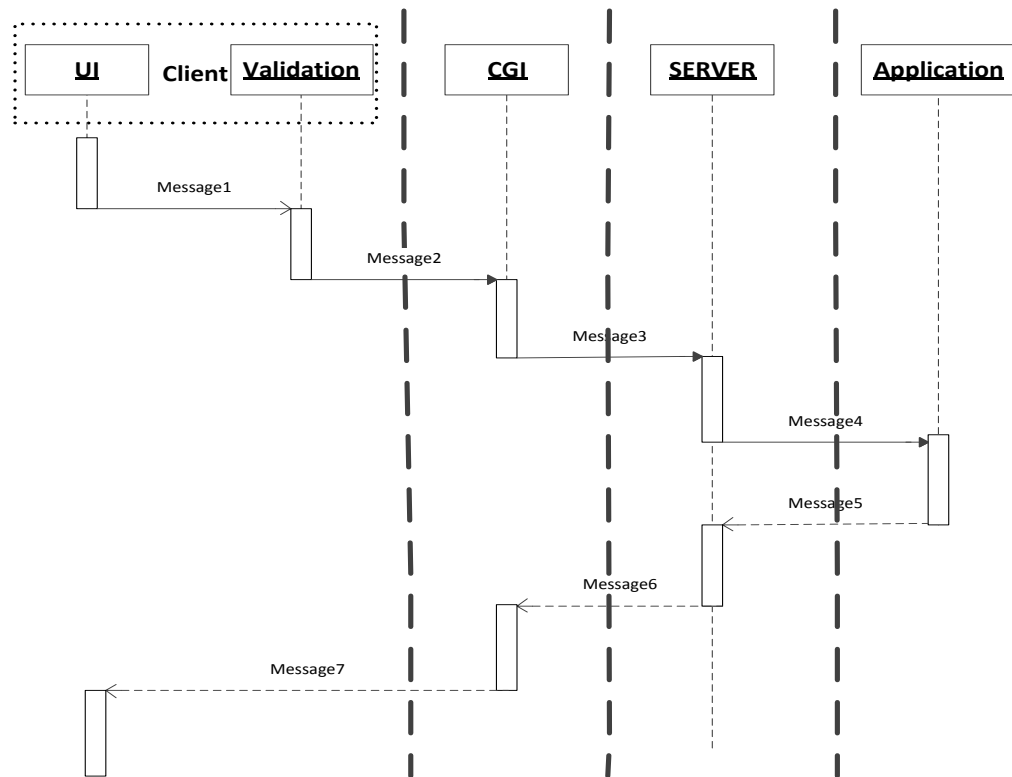 UI
Client
Validation
CGI
SERVER
Application
Message1
Message2
Message3
Message4
Message5
Message6
Message7